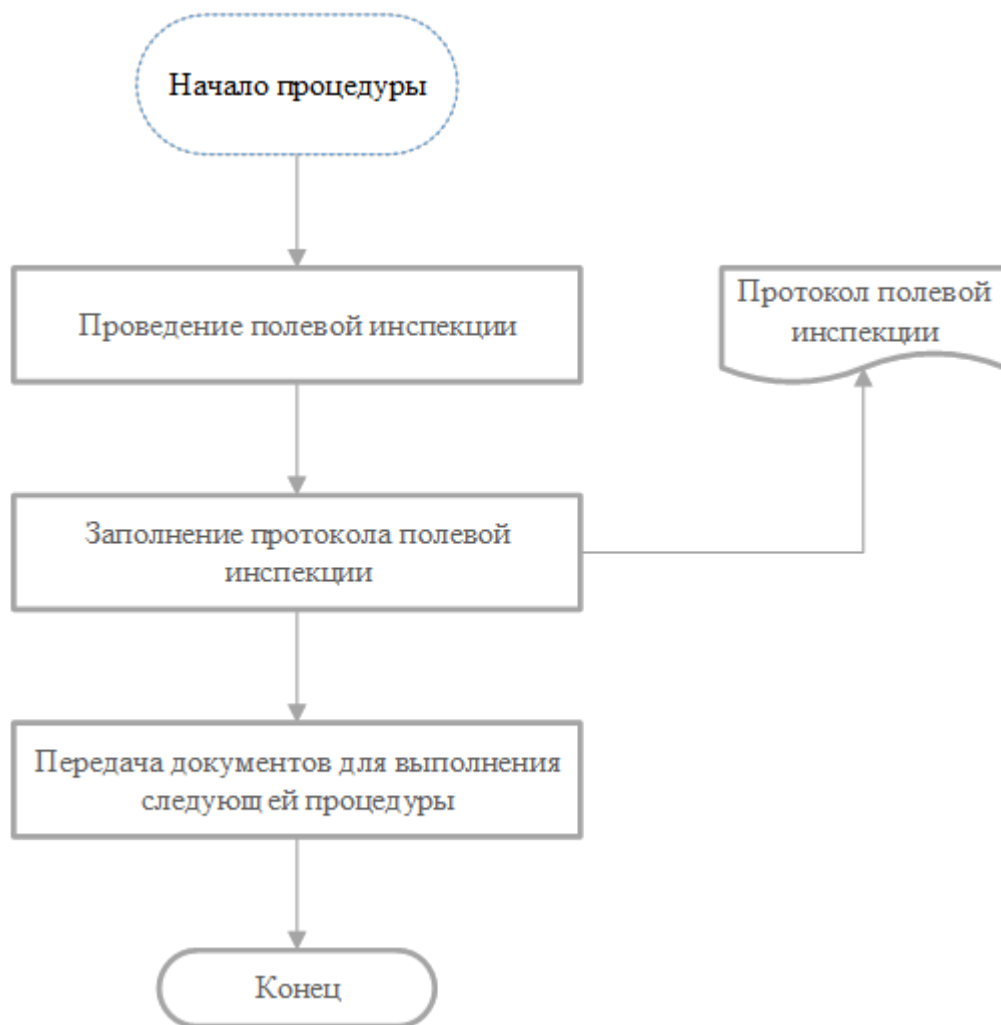 Начало процедуры
Проведение полевой инспекции
Протокол полевой
инспекции
Заполнение протокола полевой
инспекции
Передача документов для выполнения
следующей процедуры
Конец